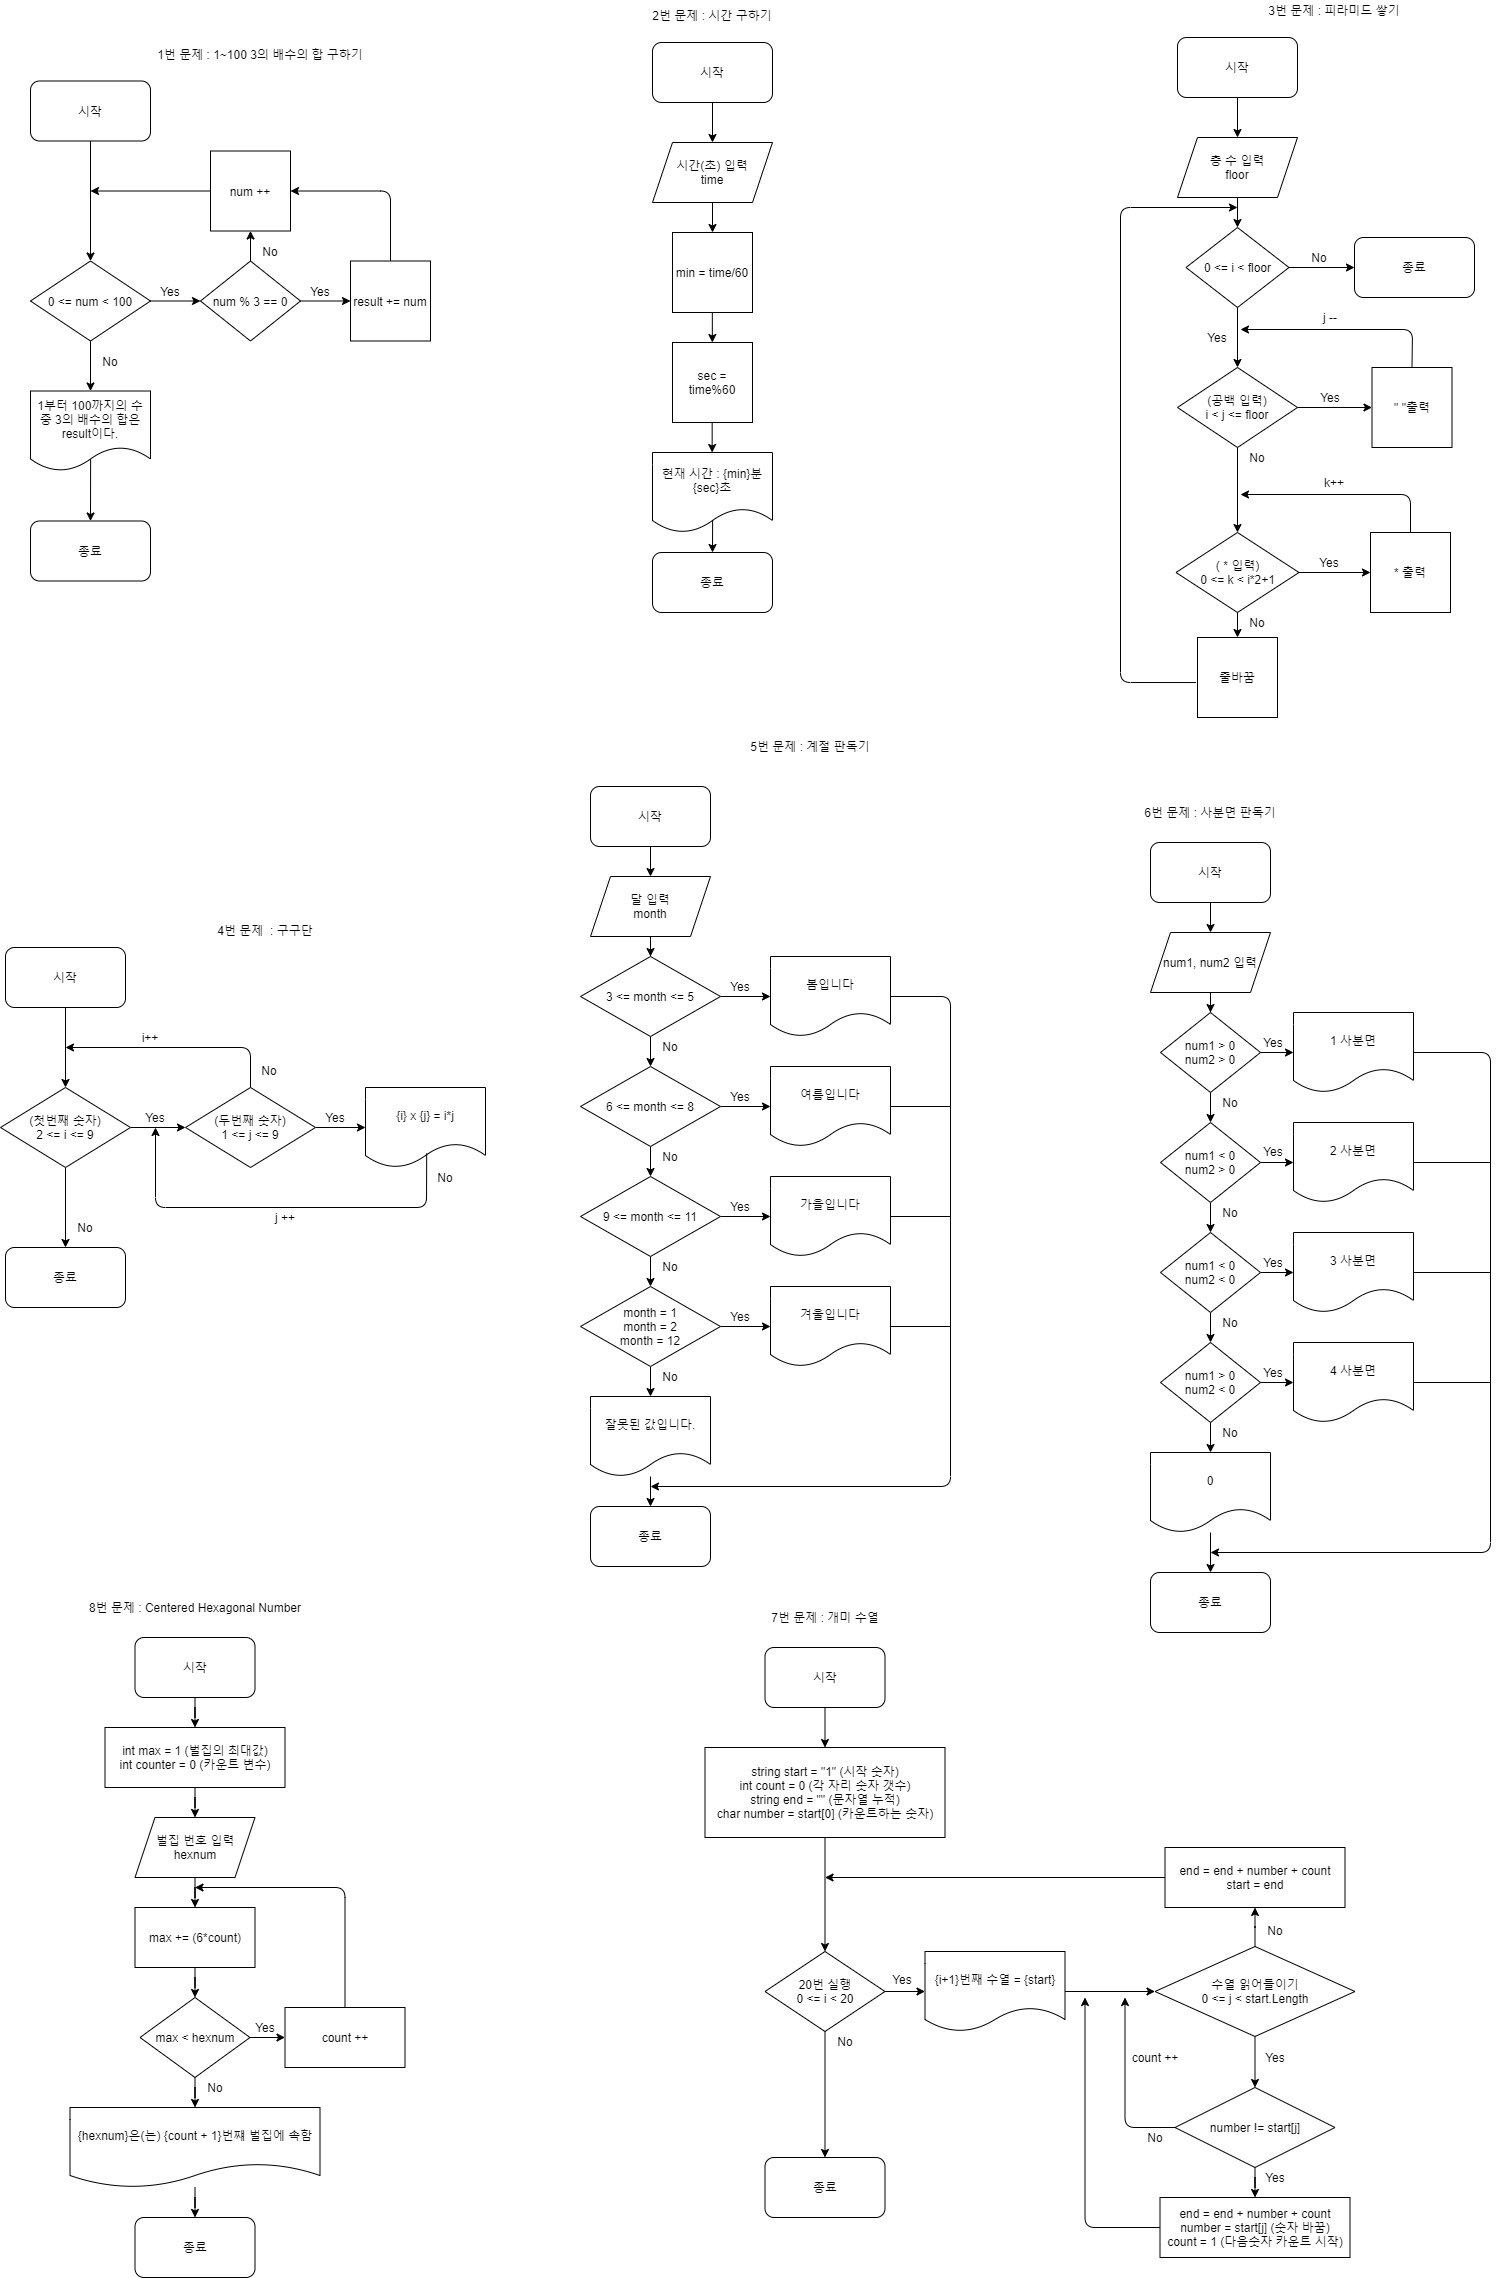 1번 문제 : 1~100 3의 배수의 합 구하기
시작
num ++
No
0 <= num < 100
Yes
num % 3 == 0
Yes
result += num
No
1부터 100까지의 수
중 3의 배수의 합은
result이다.
종료
2번 문제 : 시간 구하기
시작
시간(초) 입력
time
min = time/60
sec =
time%60
현재 시간 : {min}분
{sec}초
종료
3번 문제 : 피라미드 쌓기
시작
층 수 입력
floor
0 <= i < floor
No
종료
Yes
j --
(공백 입력)
i < j <= floor
Yes
" "출력
No
k++
( * 입력)
0 <= k < i*2+1
Yes
* 출력
No
줄바꿈
4번 문제 : 구구단
시작
i++
No
(첫번째 숫자)
2 <= i <= 9
Yes
(두번째 숫자)
1 <= j <= 9
Yes
{i} x {j} = i*j
No
j ++
No
종료
5번 문제 : 계절 판독기
시작
달 입력
month
3 <= month <= 5
Yes
봄입니다
No
6 <= month <= 8
Yes
여름입니다
No
9 <= month <= 11
Yes
가을입니다
No
month = 1
month = 2
month = 12
Yes
겨울입니다
No
잘못된 값입니다.
종료
6번 문제 : 사분면 판독기
시작
num1, num2 입력
num1 > 0
num2 > 0
Yes
1 사분면
No
num1 < 0
num2 > 0
Yes
2 사분면
No
num1 < 0
num2 < 0
Yes
3 사분면
No
num1 > 0
num2 < 0
Yes
4 사분면
No
0
종료
8번 문제 : Centered Hexagonal Number
시작
int max = 1 (벌집의 최대값)
int counter = 0 (카운트 변수)
벌집 번호 입력
hexnum
max += (6*count)
max < hexnum
Yes
count ++
No
{hexnum}은(는) {count + 1}번째 벌집에 속함
종료
7번 문제 : 개미 수열
시작
string start = "1" (시작 숫자)
int count = 0 (각 자리 숫자 갯수)
string end = "" (문자열 누적)
char number = start[0] (카운트하는 숫자)
end = end + number + count
start = end
No
20번 실행
0 <= i < 20
Yes
{i+1}번째 수열 = {start}
수열 읽어들이기
0 <= j < start.Length
No
count ++
Yes
number != start[j]
No
Yes
end = end + number + count
number = start[j] (숫자 바꿈)
count = 1 (다음숫자 카운트 시작)
종료